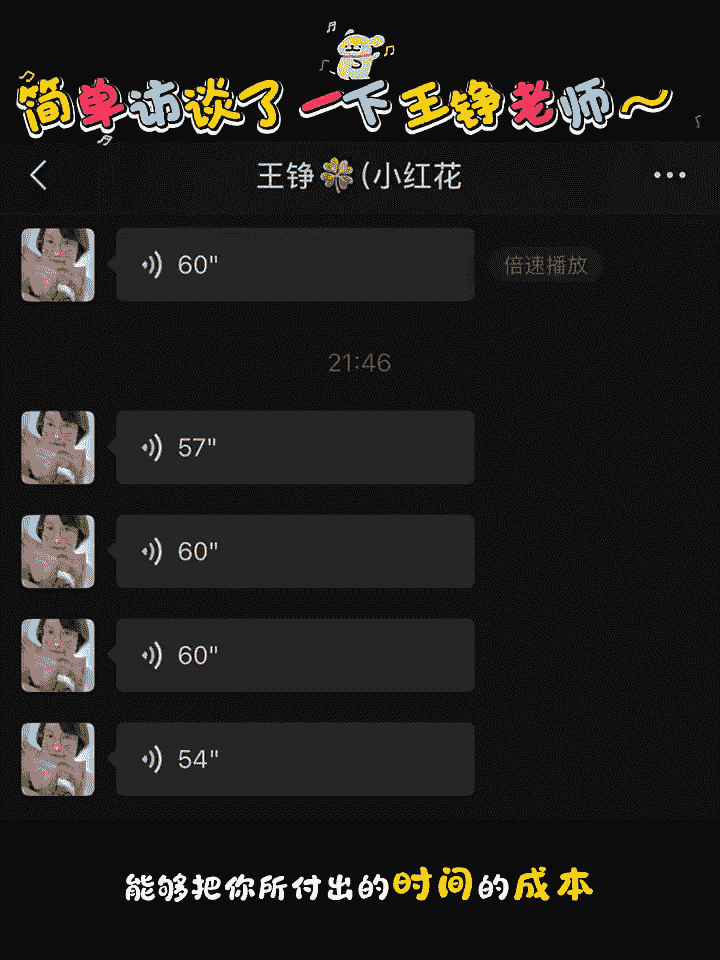 简单访谈了一下王铮老师～
王铮🍀(小红花
60"
倍速播放
21:46
57"
60"
60"
54"
能够把你所付出的时间的成本